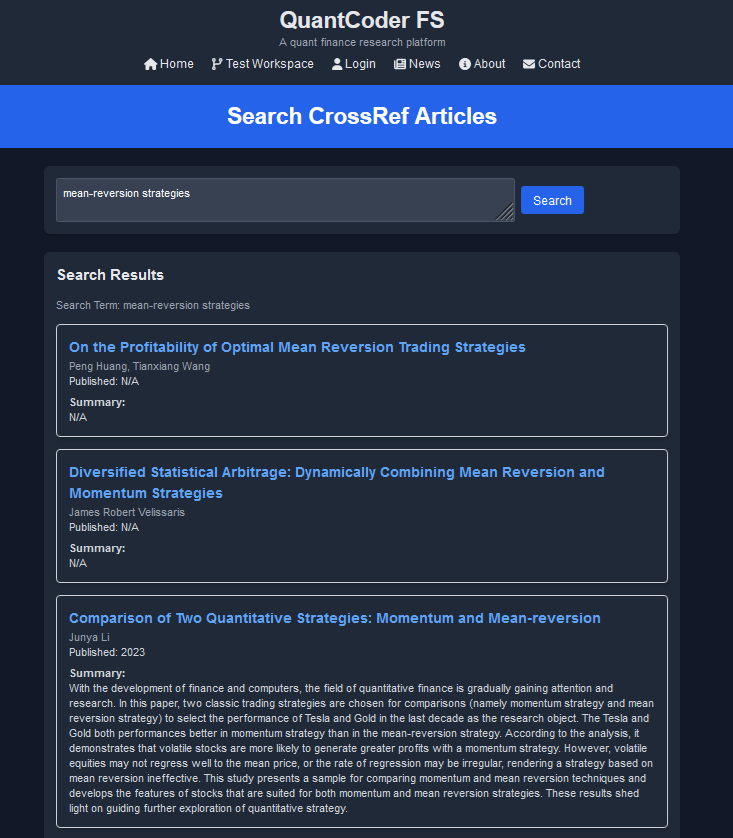 QuantCoder FS
A quant finance research platform
Home Test Workspace Login News About Contact
Search CrossRef Articles
mean-reversion strategies
Search
Search Results
Search Term: mean-reversion strategies
On the Profitability of Optimal Mean Reversion Trading Strategies
Peng Huang, Tianxiang Wang
Published: N/A
Summary:
N/A
Diversified Statistical Arbitrage: Dynamically Combining Mean Reversion and
Momentum Strategies
James Robert Velissaris
Published: N/A
Summary:
N/A
Comparison of Two Quantitative Strategies: Momentum and Mean-reversion
Junya Li
Published: 2023
Summary:
With the development of finance and computers, the field of quantitative finance is gradually gaining attention and
research. In this paper, two classic trading strategies are chosen for comparisons (namely momentum strategy and mean
reversion strategy) to select the performance of Tesla and Gold in the last decade as the research object. The Tesla and
Gold both performances better in momentum strategy than in the mean-reversion strategy. According to the analysis, it
demonstrates that volatile stocks are more likely to generate greater profits with a momentum strategy. However, volatile
equities may not regress well to the mean price, or the rate of regression may be irregular, rendering a strategy based on
mean reversion ineffective. This study presents a sample for comparing momentum and mean reversion techniques and
develops the features of stocks that are suited for both momentum and mean reversion strategies. These results shed
light on guiding further exploration of quantitative strategy.